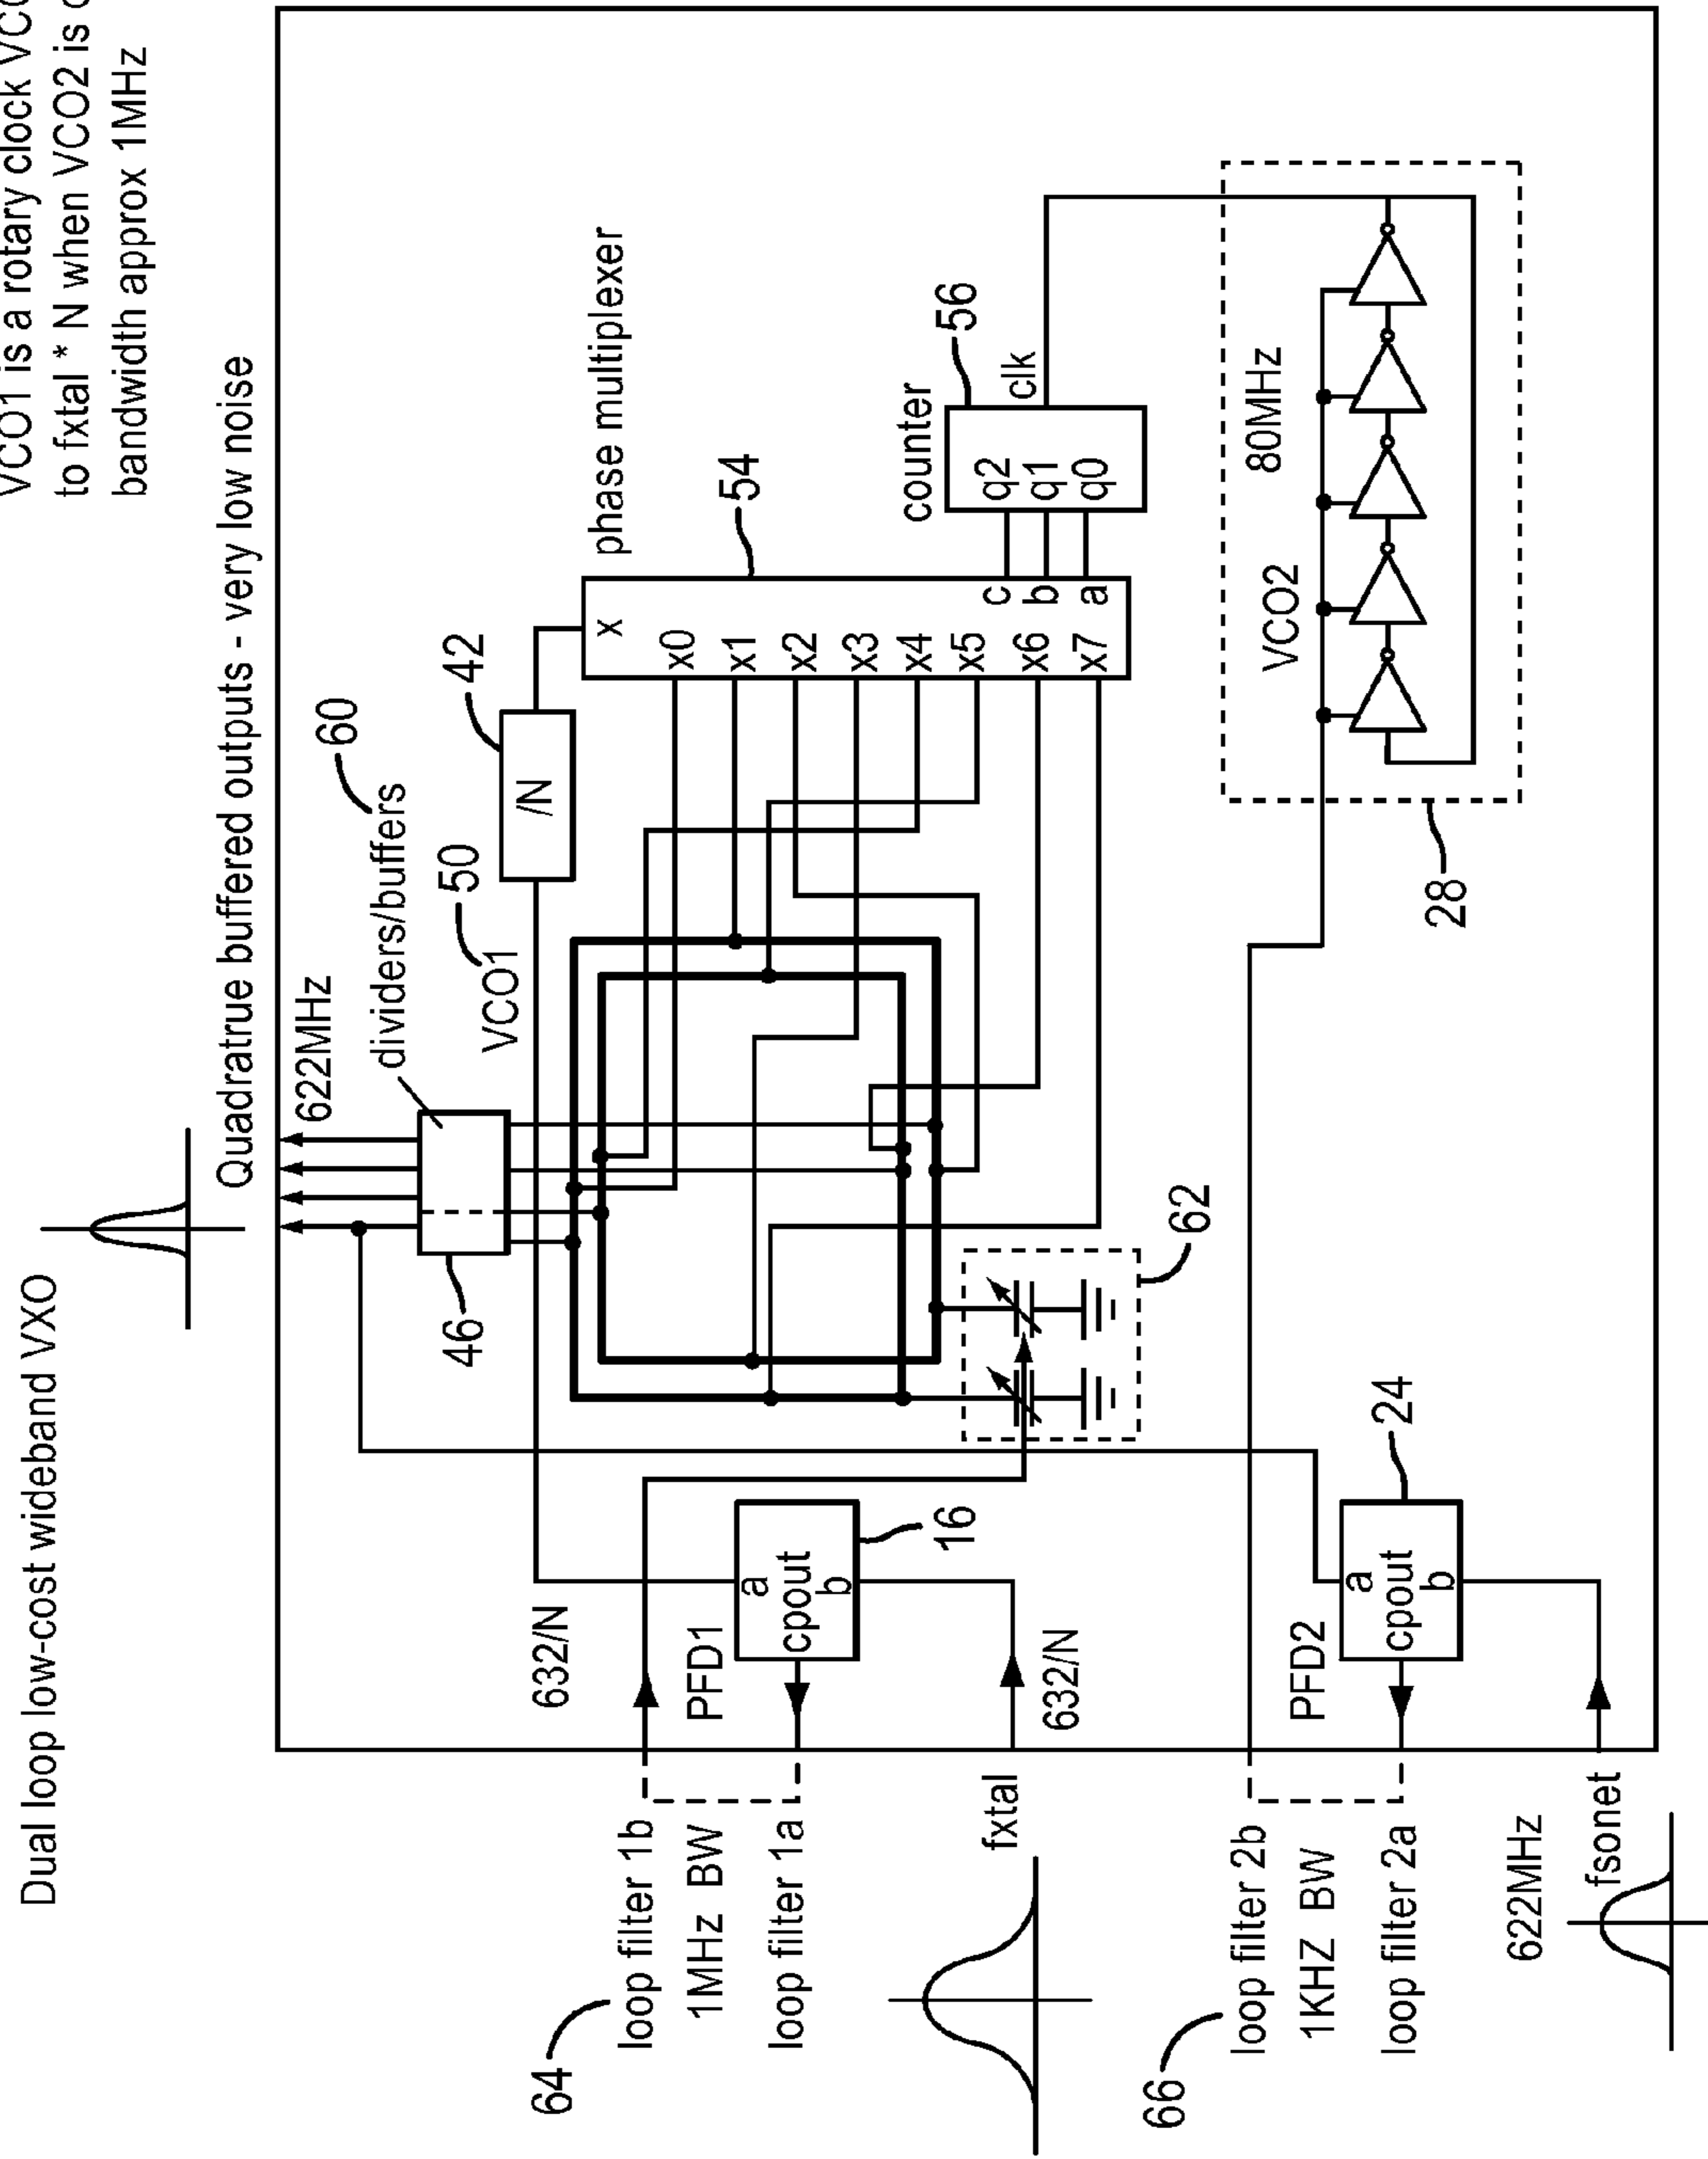 Dual loop low-cost wideband VXO
VCO1 is a rotary clock
to fxtal * N when VCO2 is
bandwidth approx 1MHz
Quadratrue buffered outputs - very low noise
622MHz
60
dividers/buffers
46
50
VCO1
42
/N
phase multiplexer
54
x
x0
x1
x2
x3
x4
x5
x6
x7
c
b
a
counter
56
q2
q1
q0
clk
62
632/N
PFD1
a
cpout
b
16
632/N
64
loop filter 1b
1MHz BW
loop filter 1a
fxtal
VCO2
80MHz
28
PFD2
a
cpout
b
24
66
loop filter 2b
1KHZ BW
loop filter 2a
622MHz
fsonet